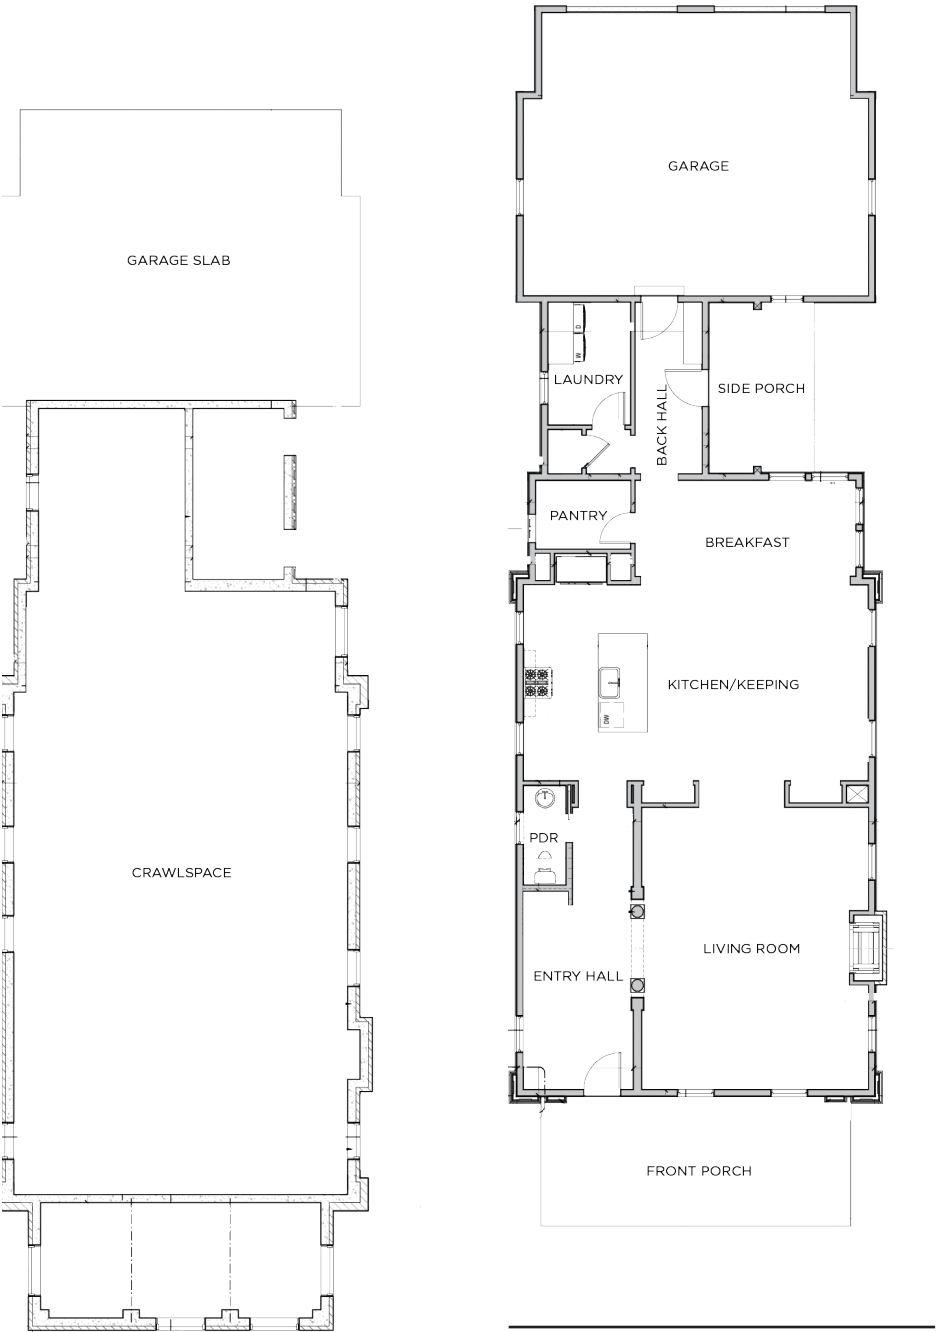 GARAGE SLAB
CRAWLSPACE
GARAGE
D
W
LAUNDRY
BACK HALL
SIDE PORCH
PANTRY
BREAKFAST
KITCHEN/KEEPING
DW
PDR
LIVING ROOM
ENTRY HALL
FRONT PORCH